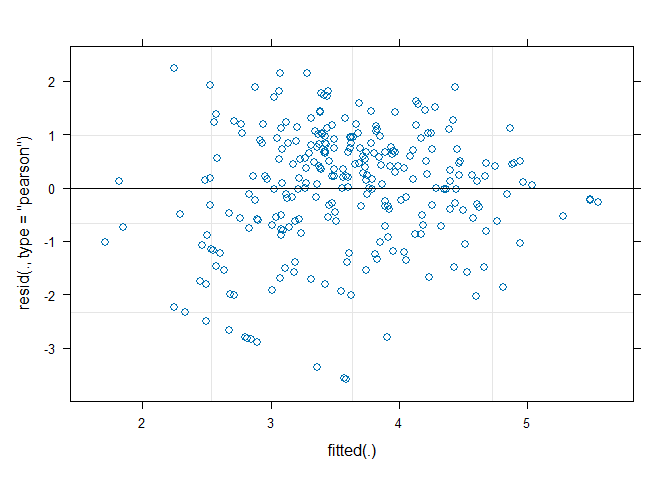 2
1
0
-1
-2
-3
resid(., type = "pearson")
2 3 4 5
fitted(.)